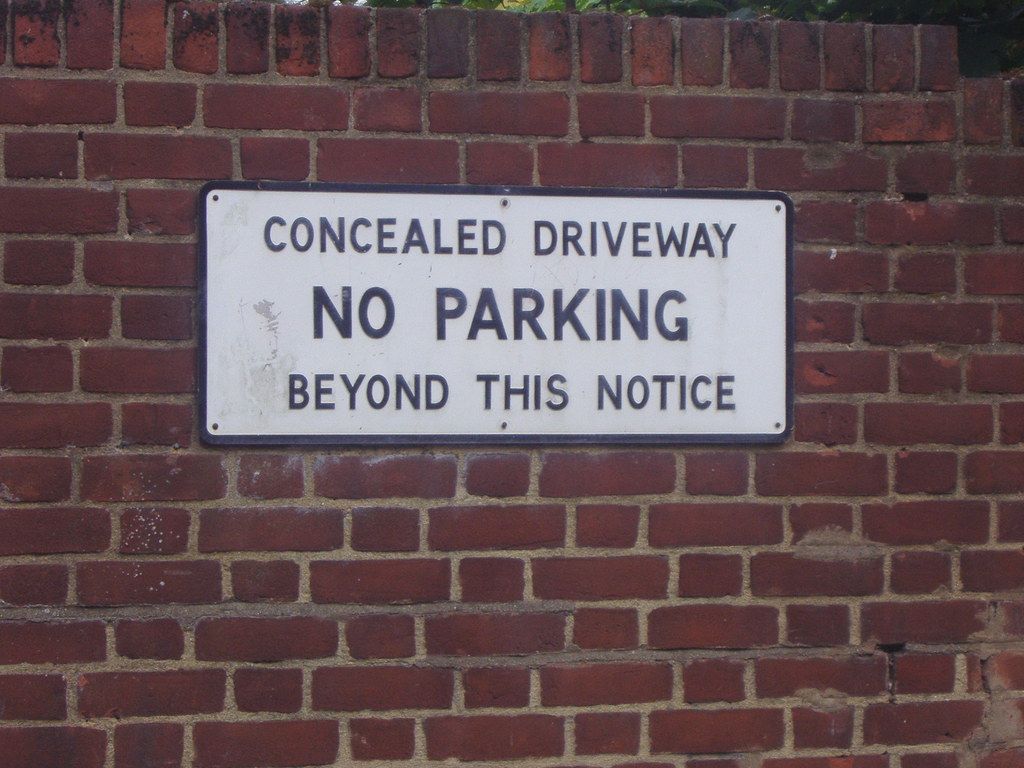 CONCEALED DRIVEWAY
NO PARKING
BEYOND THIS NOTICE